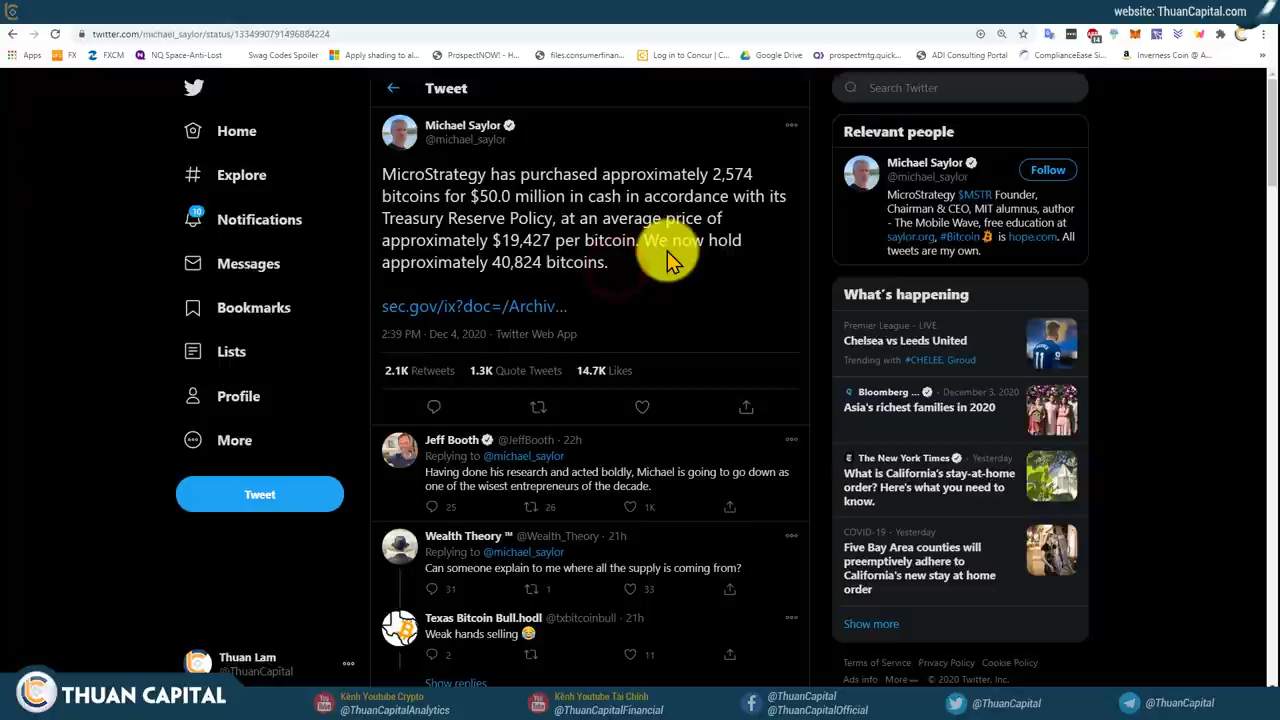 website: ThuanCapital.com
twitter.com/michael_saylor/status/1334990791496884224
Apps
FX
FXCM
NQ Space-Anti-Lost
Swag Codes Spoiler
Apply shading to al...
ProspectNOW! - H...
files.consumerfinan...
Log in to Concur | C...
Google Drive
prospectmtg.quick...
ADI Consulting Portal
ComplianceEase Si...
Inverness Coin @ A...
Home
Explore
10
Notifications
Messages
Bookmarks
Lists
Profile
More
Tweet
Thuan Lam
@ThuanCapital
Tweet
Michael Saylor
@michael_saylor
MicroStrategy has purchased approximately 2,574
bitcoins for $50.0 million in cash in accordance with its
Treasury Reserve Policy, at an average price of
approximately $19,427 per bitcoin. We now hold
approximately 40,824 bitcoins.
sec.gov/ix?doc=/Archiv...
2:39 PM · Dec 4, 2020 · Twitter Web App
2.1K Retweets 1.3K Quote Tweets 14.7K Likes
Jeff Booth @JeffBooth · 22h
Replying to @michael_saylor
Having done his research and acted boldly, Michael is going to go down as
one of the wisest entrepreneurs of the decade.
25 26 1K
Wealth Theory ™ @Wealth_Theory · 21h
Replying to @michael_saylor
Can someone explain to me where all the supply is coming from?
31 1 33
Texas Bitcoin Bull.hodl @txbitcoinbull · 21h
Weak hands selling 😂
2 11
Show replies
Search Twitter
Relevant people
Michael Saylor
@michael_saylor
Follow
MicroStrategy $MSTR Founder,
Chairman & CEO, MIT alumnus, author
- The Mobile Wave, free education at
saylor.org, #Bitcoin is hope.com. All
tweets are my own.
What's happening
Premier League · LIVE
Chelsea vs Leeds United
Trending with #CHELEE, Giroud
Bloomberg ... · December 3, 2020
Asia's richest families in 2020
The New York Times · Yesterday
What is California's stay-at-home
order? Here's what you need to
know.
COVID-19 · Yesterday
Five Bay Area counties will
preemptively adhere to
California's new stay at home
order
Show more
Terms of Service Privacy Policy Cookie Policy
Ads info More © 2020 Twitter, Inc.
THUAN CAPITAL
Kênh Youtube Crypto
@ThuanCapitalAnalytics
Kênh Youtube Tài Chính
@ThuanCapitalFinancial
@ThuanCapital
@ThuanCapitalOfficial
@ThuanCapital
@ThuanCapital